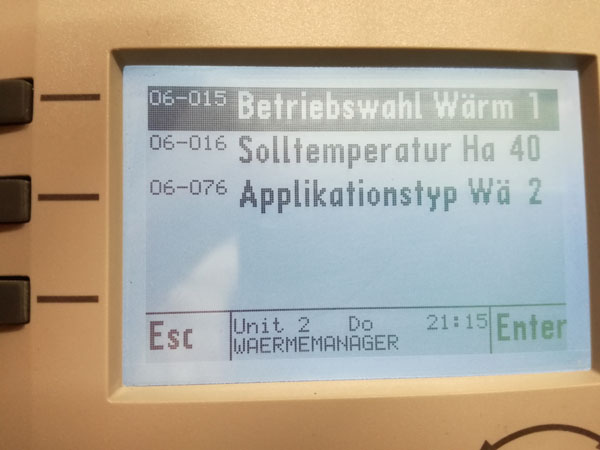 06-015 Betriebswahl Wärm 1
06-016 Solltemperatur Ha 40
06-076 Applikationstyp Wä 2
Esc Unit 2 Do 21:15 Enter
WAERMEMANAGER